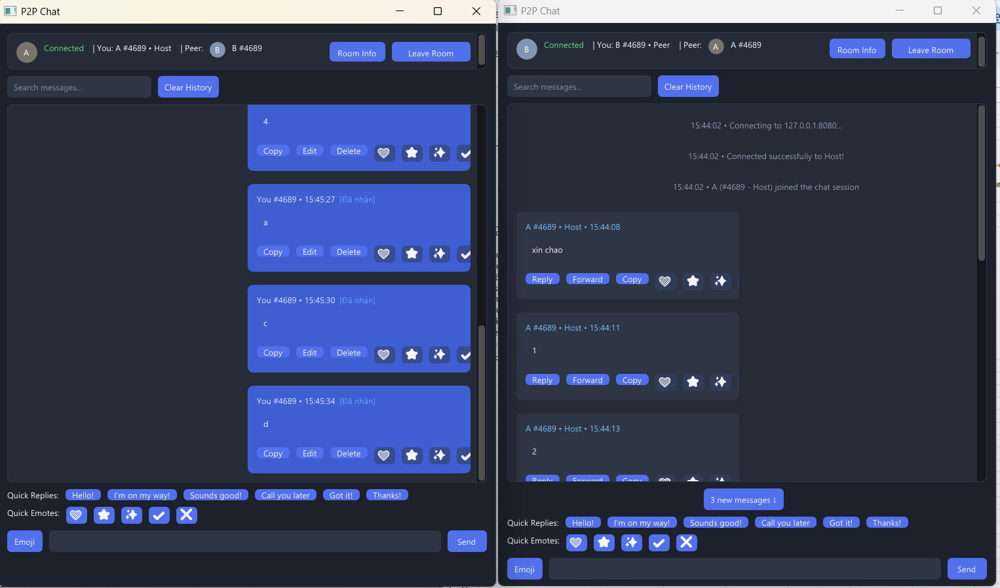 P2P Chat
A Connected | You: A #4689 • Host | Peer: B B #4689 Room Info Leave Room
Search messages... Clear History
4
Copy Edit Delete
You #4689 • 15:45:27 [Đã nhận]
a
Copy Edit Delete
You #4689 • 15:45:30 [Đã nhận]
c
Copy Edit Delete
You #4689 • 15:45:34 [Đã nhận]
d
Copy Edit Delete
Quick Replies: Hello! I'm on my way! Sounds good! Call you later Got it! Thanks!
Quick Emotes:
Emoji Send
P2P Chat
B Connected | You: B #4689 • Peer | Peer: A A #4689 Room Info Leave Room
Search messages... Clear History
15:44:02 • Connecting to 127.0.0.1:8080...
15:44:02 • Connected successfully to Host!
15:44:02 • A (#4689 - Host) joined the chat session
A #4689 • Host • 15:44:08
xin chao
Reply Forward Copy
A #4689 • Host • 15:44:11
1
Reply Forward Copy
A #4689 • Host • 15:44:13
2
Reply Forward Copy
3 new messages ↓
Quick Replies: Hello! I'm on my way! Sounds good! Call you later Got it! Thanks!
Quick Emotes:
Emoji Send